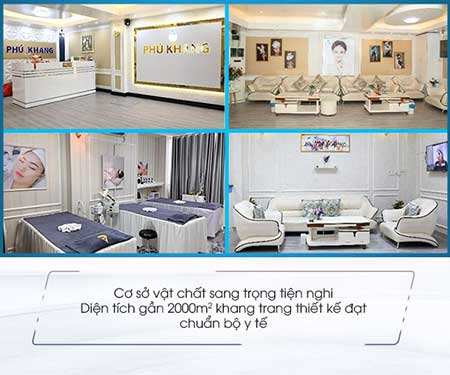 PHÚ KHANG
PHÚ KHANG
Cơ sở vật chất sang trọng tiện nghi
Diện tích gần 2000m² khang trang thiết kế đạt
chuẩn bộ y tế